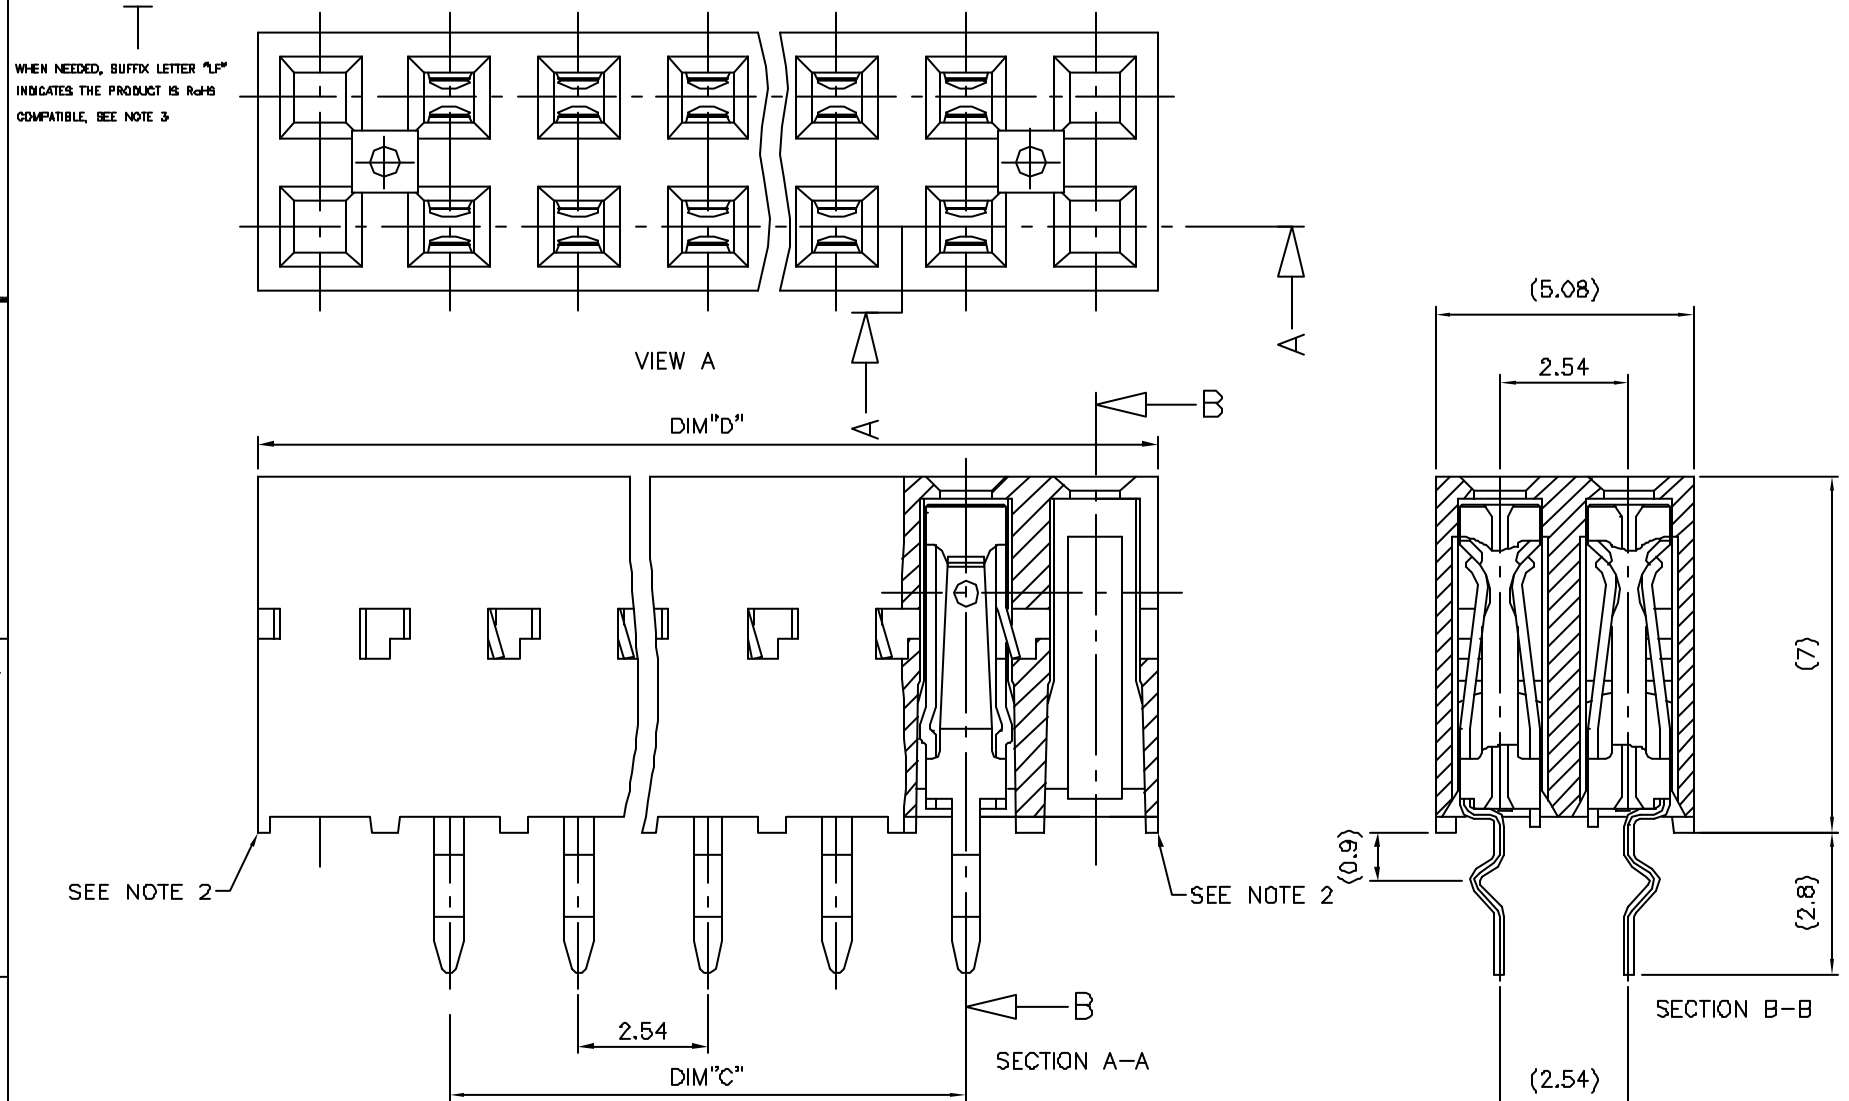 WHEN NEEDED, SUFFIX LETTER "LF"
INDICATES THE PRODUCT IS RoHS
COMPATIBLE, SEE NOTE 3
VIEW A
A
A
(5.08)
2.54
B
DIM"D"
(7)
SEE NOTE 2
SEE NOTE 2
(0.9)
(2.8)
B
2.54
SECTION A-A
SECTION B-B
DIM"C"
(2.54)